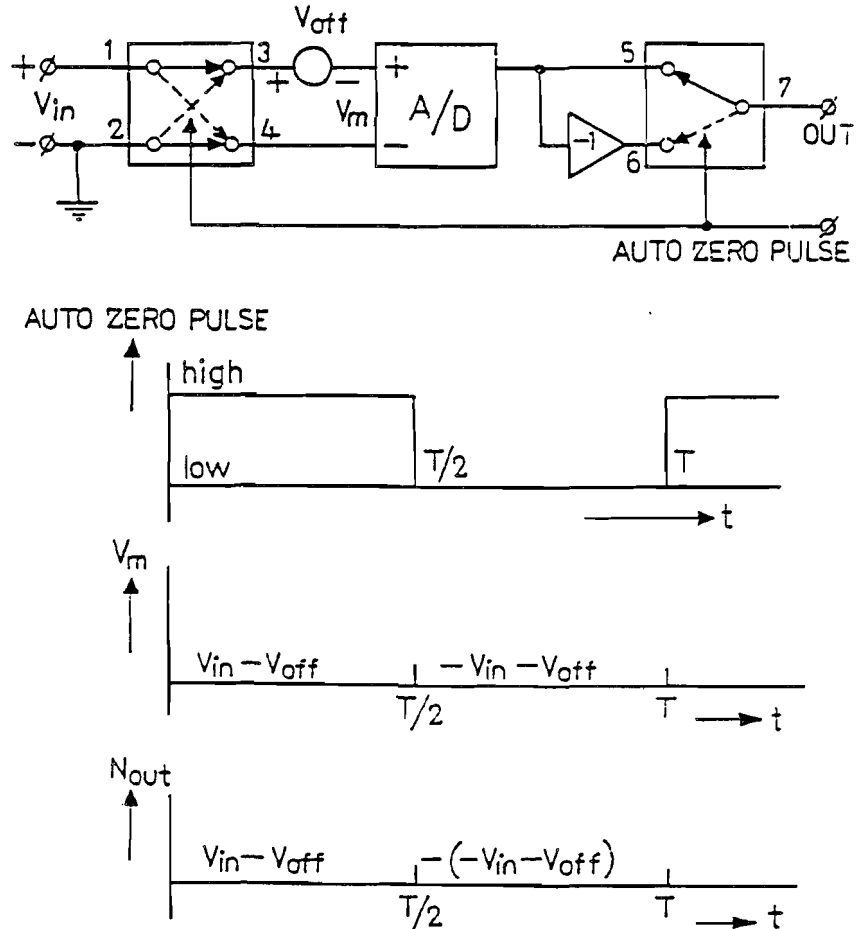 Voff
1
3
5
+
Vin
+
-
Vm
+
A/D
7
OUT
-
2
4
-
-1
6
AUTO ZERO PULSE
AUTO ZERO PULSE
high
low
T/2
T
t
Vm
Vin - Voff
-Vin - Voff
T/2
T
t
Nout
Vin - Voff
-(-Vin - Voff)
T/2
T
t